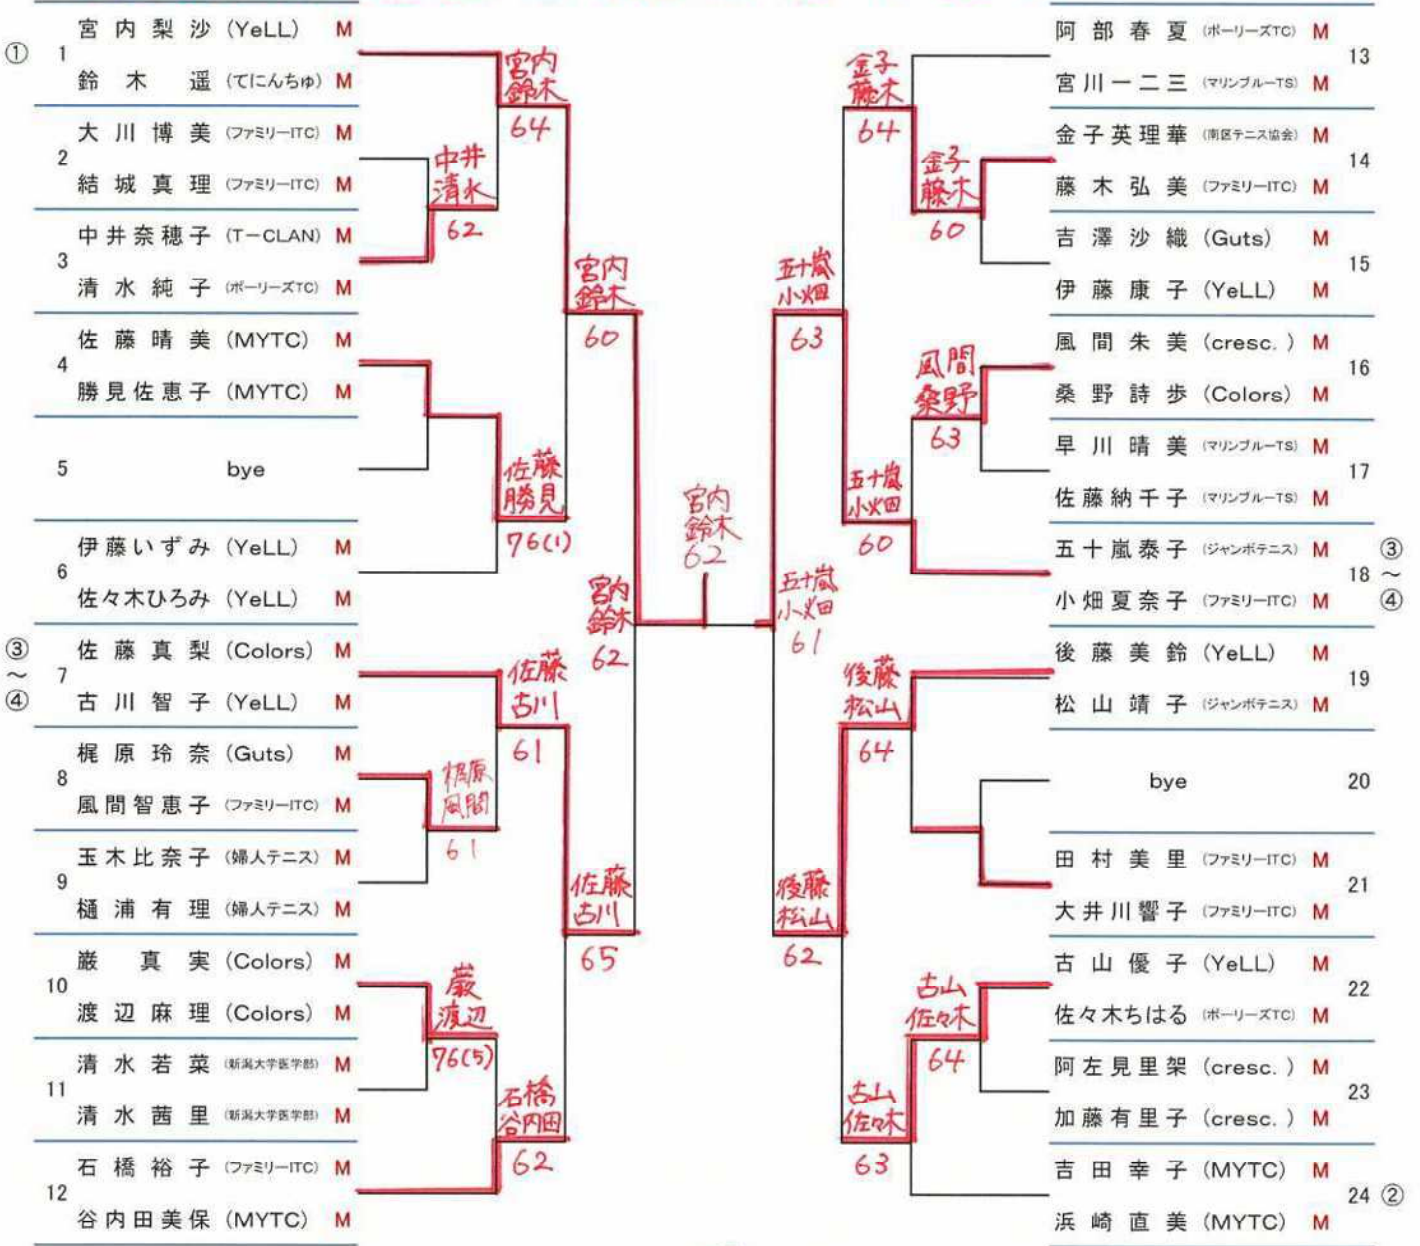 ① 1 宮内梨沙 (YeLL) M
鈴木 遥 (てにんちゅ) M
2 大川博美 (ファミリーITC) M
結城真理 (ファミリーITC) M
3 中井奈穂子 (T-CLAN) M
清水純子 (ポーリーズTC) M
4 佐藤晴美 (MYTC) M
勝見佐恵子 (MYTC) M
5 bye
6 伊藤いずみ (YeLL) M
佐々木ひろみ (YeLL) M
③~④ 7 佐藤真梨 (Colors) M
古川智子 (YeLL) M
8 梶原玲奈 (Guts) M
風間智恵子 (ファミリーITC) M
9 玉木比奈子 (婦人テニス) M
樋浦有理 (婦人テニス) M
10 巌 真実 (Colors) M
渡辺麻理 (Colors) M
11 清水若菜 (新潟大学医学部) M
清水茜里 (新潟大学医学部) M
12 石橋裕子 (ファミリーITC) M
谷内田美保 (MYTC) M
中井
清水
62
梶原
風間
61
巌
渡辺
76(5)
宮内
鈴木
64
佐藤
勝見
76(1)
佐藤
古川
61
石橋
谷内田
62
宮内
鈴木
60
佐藤
古川
65
宮内
鈴木
62
宮内
鈴木
62
五十嵐
小畑
61
五十嵐
小畑
63
後藤
松山
62
金子
藤木
64
五十嵐
小畑
60
後藤
松山
64
古山
佐々木
63
金子
藤木
60
風間
桑野
63
古山
佐々木
64
阿部春夏 (ポーリーズTC) M 13
宮川一二三 (マリンブルーTS) M
金子英理華 (南区テニス協会) M 14
藤木弘美 (ファミリーITC) M
吉澤沙織 (Guts) M 15
伊藤康子 (YeLL) M
風間朱美 (cresc. ) M 16
桑野詩歩 (Colors) M
早川晴美 (マリンブルーTS) M 17
佐藤納千子 (マリンブルーTS) M
五十嵐泰子 (ジャンボテニス) M 18 ③~④
小畑夏奈子 (ファミリーITC) M
後藤美鈴 (YeLL) M 19
松山靖子 (ジャンボテニス) M
bye 20
田村美里 (ファミリーITC) M 21
大井川響子 (ファミリーITC) M
古山優子 (YeLL) M 22
佐々木ちはる (ポーリーズTC) M
阿左見里架 (cresc. ) M 23
加藤有里子 (cresc. ) M
吉田幸子 (MYTC) M 24 ②
浜崎直美 (MYTC) M